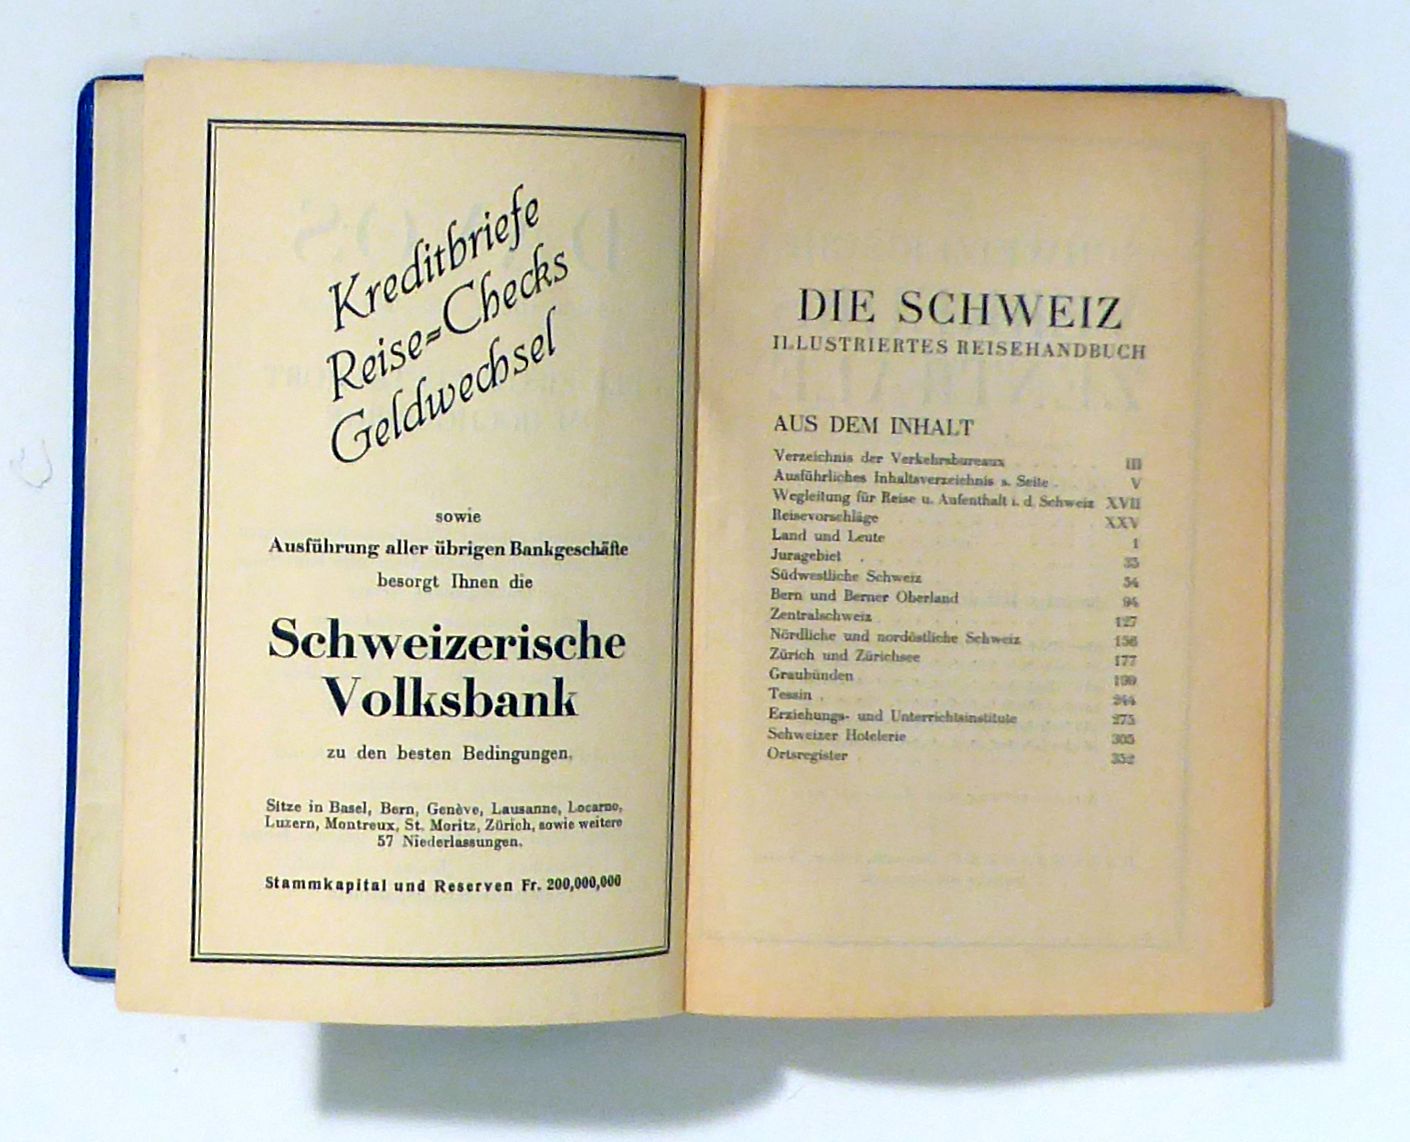 Kreditbriefe
Reise=Checks
Geldwechsel
sowie
Ausführung aller übrigen Bankgeschäfte
besorgt Ihnen die
Schweizerische
Volksbank
zu den besten Bedingungen.
Sitze in Basel, Bern, Genève, Lausanne, Locarno,
Luzern, Montreux, St. Moritz, Zürich, sowie weitere
57 Niederlassungen.
Stammkapital und Reserven Fr. 200,000,000
DIE SCHWEIZ
ILLUSTRIERTES REISEHANDBUCH
AUS DEM INHALT
Verzeichnis der Verkehrsbureaux III
Ausführliches Inhaltsverzeichnis s. Seite V
Wegleitung für Reise u. Aufenthalt i. d. Schweiz XVII
Reisevorschläge XXV
Land und Leute 1
Juragebiet 35
Südwestliche Schweiz 54
Bern und Berner Oberland 94
Zentralschweiz 127
Nördliche und nordöstliche Schweiz 156
Zürich und Zürichsee 177
Graubünden 199
Tessin 244
Erziehungs- und Unterrichtsinstitute 275
Schweizer Hotelerie 305
Ortsregister 352